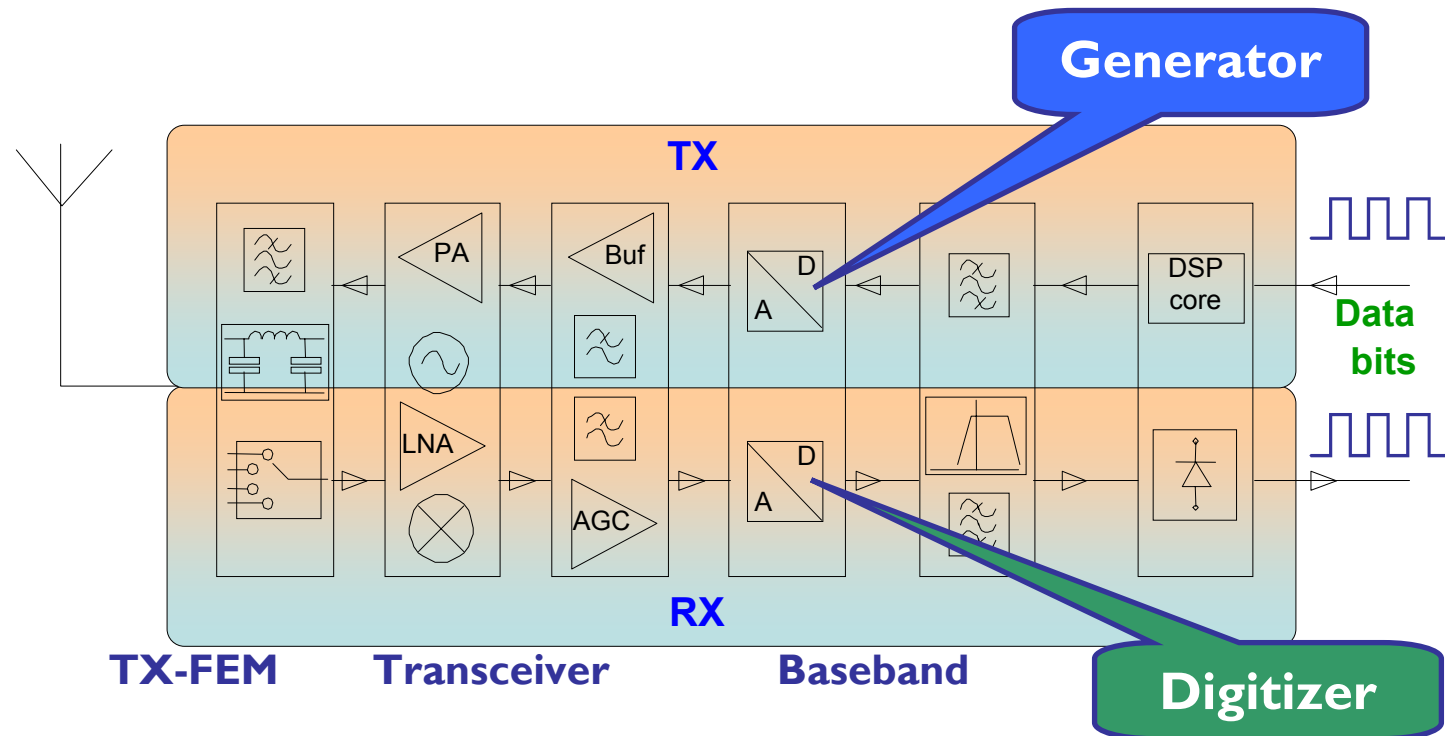 Generator
TX
PA
Buf
D
A
DSP
core
Data
bits
LNA
AGC
D
A
RX
TX-FEM
Transceiver
Baseband
Digitizer